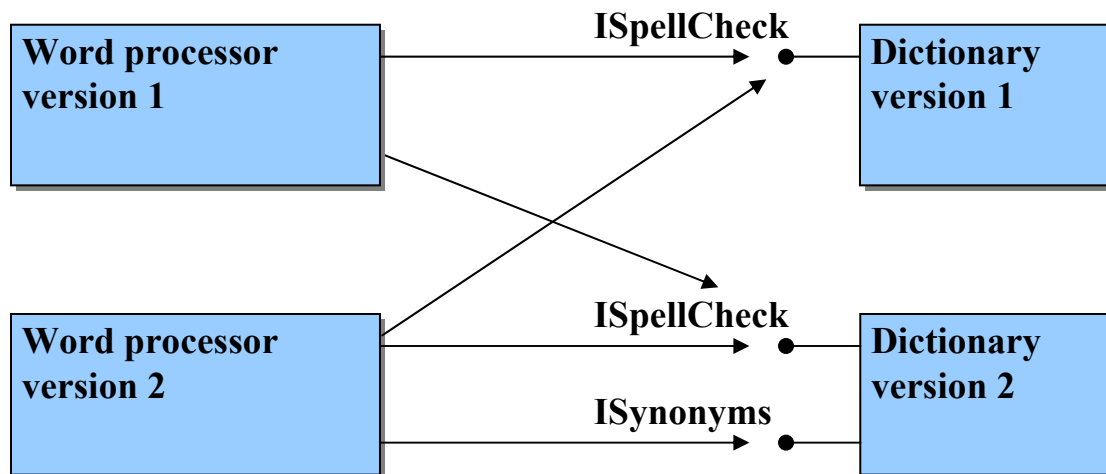 ISpellCheck
Word processor
version 1
Dictionary
version 1
ISpellCheck
Word processor
version 2
Dictionary
version 2
ISynonyms